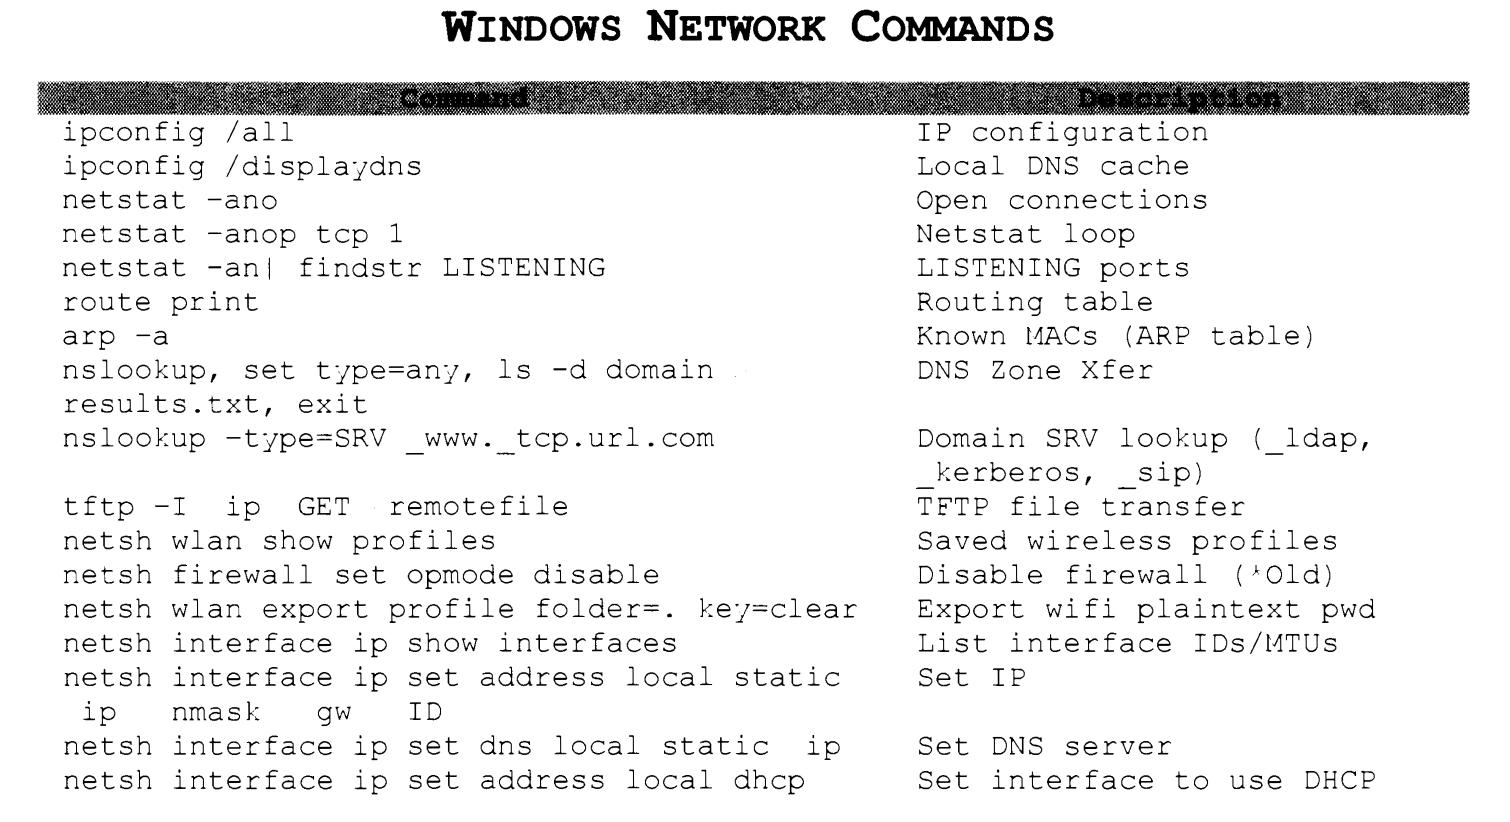 WINDOWS NETWORK COMMANDS
Command Description
ipconfig /all IP configuration
ipconfig /displaydns Local DNS cache
netstat -ano Open connections
netstat -anop tcp 1 Netstat loop
netstat -an| findstr LISTENING LISTENING ports
route print Routing table
arp -a Known MACs (ARP table)
nslookup, set type=any, ls -d domain DNS Zone Xfer
results.txt, exit
nslookup -type=SRV _www._tcp.url.com Domain SRV lookup (_ldap,
_kerberos, _sip)
tftp -I ip GET remotefile TFTP file transfer
netsh wlan show profiles Saved wireless profiles
netsh firewall set opmode disable Disable firewall (*Old)
netsh wlan export profile folder=. key=clear Export wifi plaintext pwd
netsh interface ip show interfaces List interface IDs/MTUs
netsh interface ip set address local static Set IP
ip nmask gw ID
netsh interface ip set dns local static ip Set DNS server
netsh interface ip set address local dhcp Set interface to use DHCP